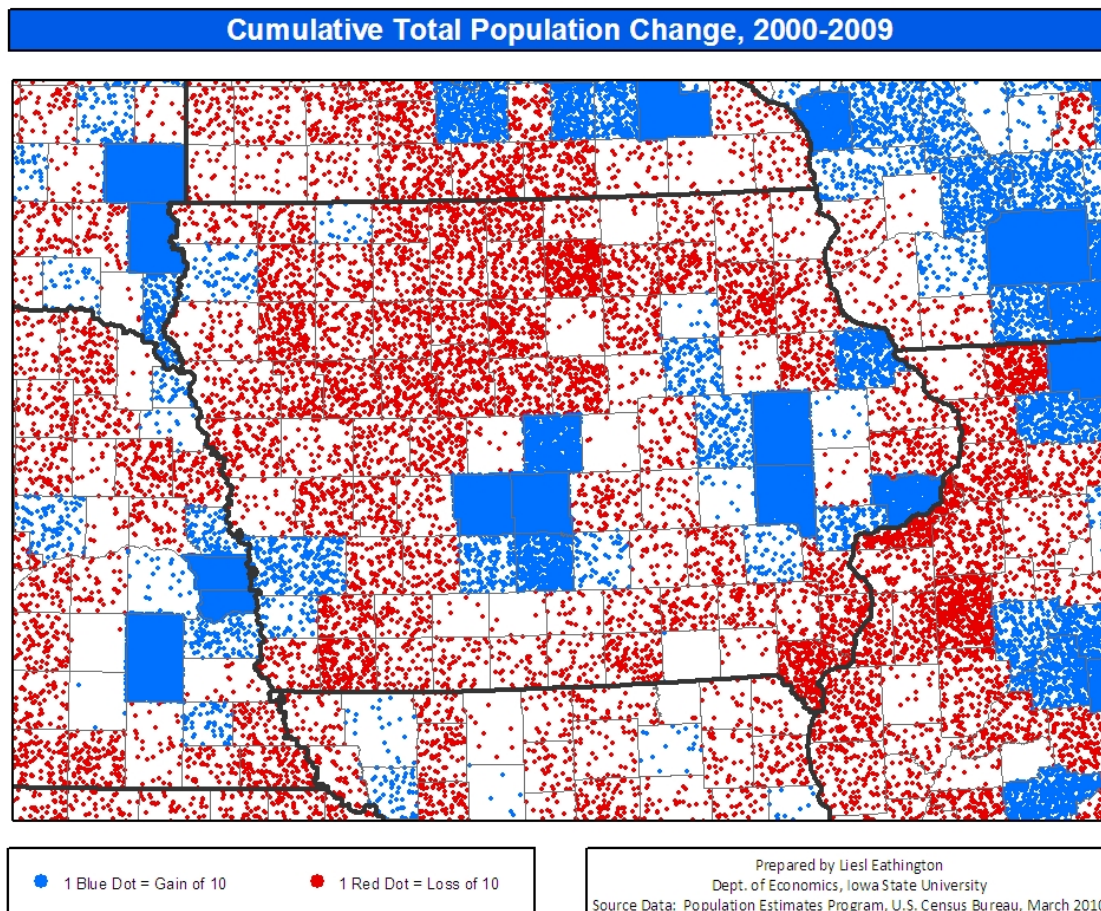 Cumulative Total Population Change, 2000-2009
1 Blue Dot = Gain of 10
1 Red Dot = Loss of 10
Prepared by Liesl Eathington
Dept. of Economics, Iowa State University
Source Data: Population Estimates Program, U.S. Census Bureau, March 2010